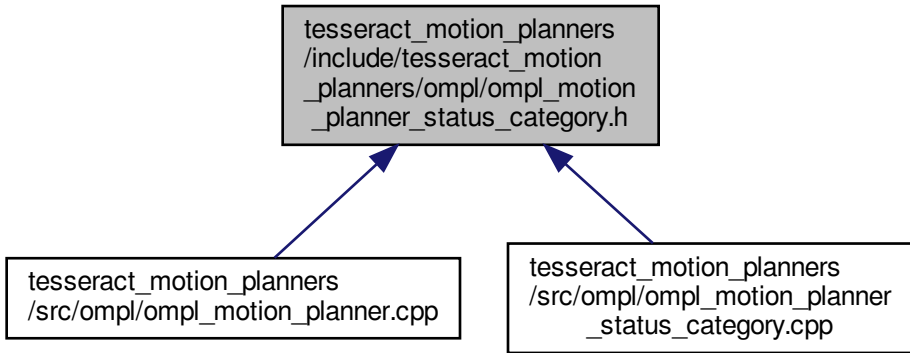 tesseract_motion_planners
/include/tesseract_motion
_planners/ompl/ompl_motion
_planner_status_category.h
tesseract_motion_planners
/src/ompl/ompl_motion_planner.cpp
tesseract_motion_planners
/src/ompl/ompl_motion_planner
_status_category.cpp